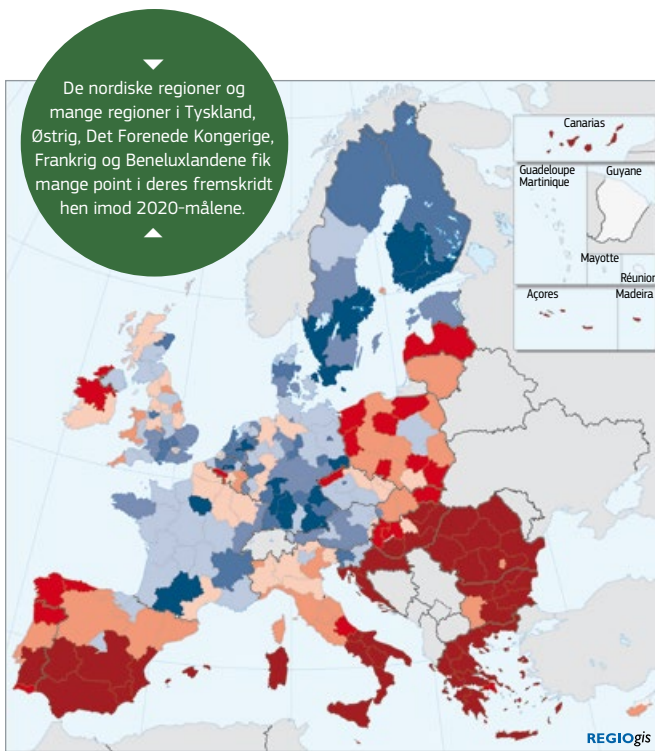 De nordiske regioner og
mange regioner i Tyskland,
Østrig, Det Forenede Kongerige,
Frankrig og Beneluxlandene fik
mange point i deres fremskridt
hen imod 2020-målene.
Canarias
Guadeloupe
Martinique
Guyane
Mayotte
Réunion
Açores
Madeira
REGIOgis